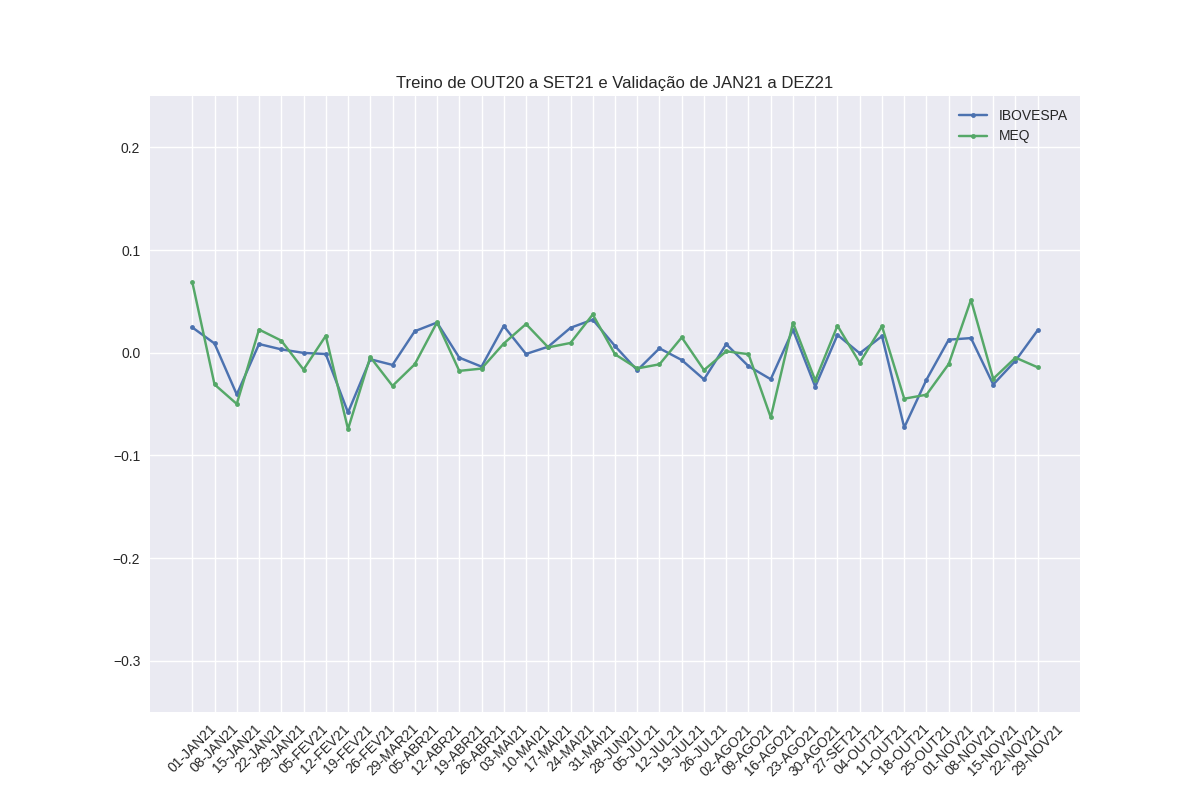 Treino de OUT20 a SET21 e Validação de JAN21 a DEZ21
IBOVESPA
MEQ
0.2
0.1
0.0
−0.1
−0.2
−0.3
01-JAN21
08-JAN21
15-JAN21
22-JAN21
29-JAN21
05-FEV21
12-FEV21
19-FEV21
26-FEV21
29-MAR21
05-ABR21
12-ABR21
19-ABR21
26-ABR21
03-MAI21
10-MAI21
17-MAI21
24-MAI21
31-MAI21
28-JUN21
05-JUL21
12-JUL21
19-JUL21
26-JUL21
02-AGO21
09-AGO21
16-AGO21
23-AGO21
30-AGO21
27-SET21
04-OUT21
11-OUT21
18-OUT21
25-OUT21
01-NOV21
08-NOV21
15-NOV21
22-NOV21
29-NOV21